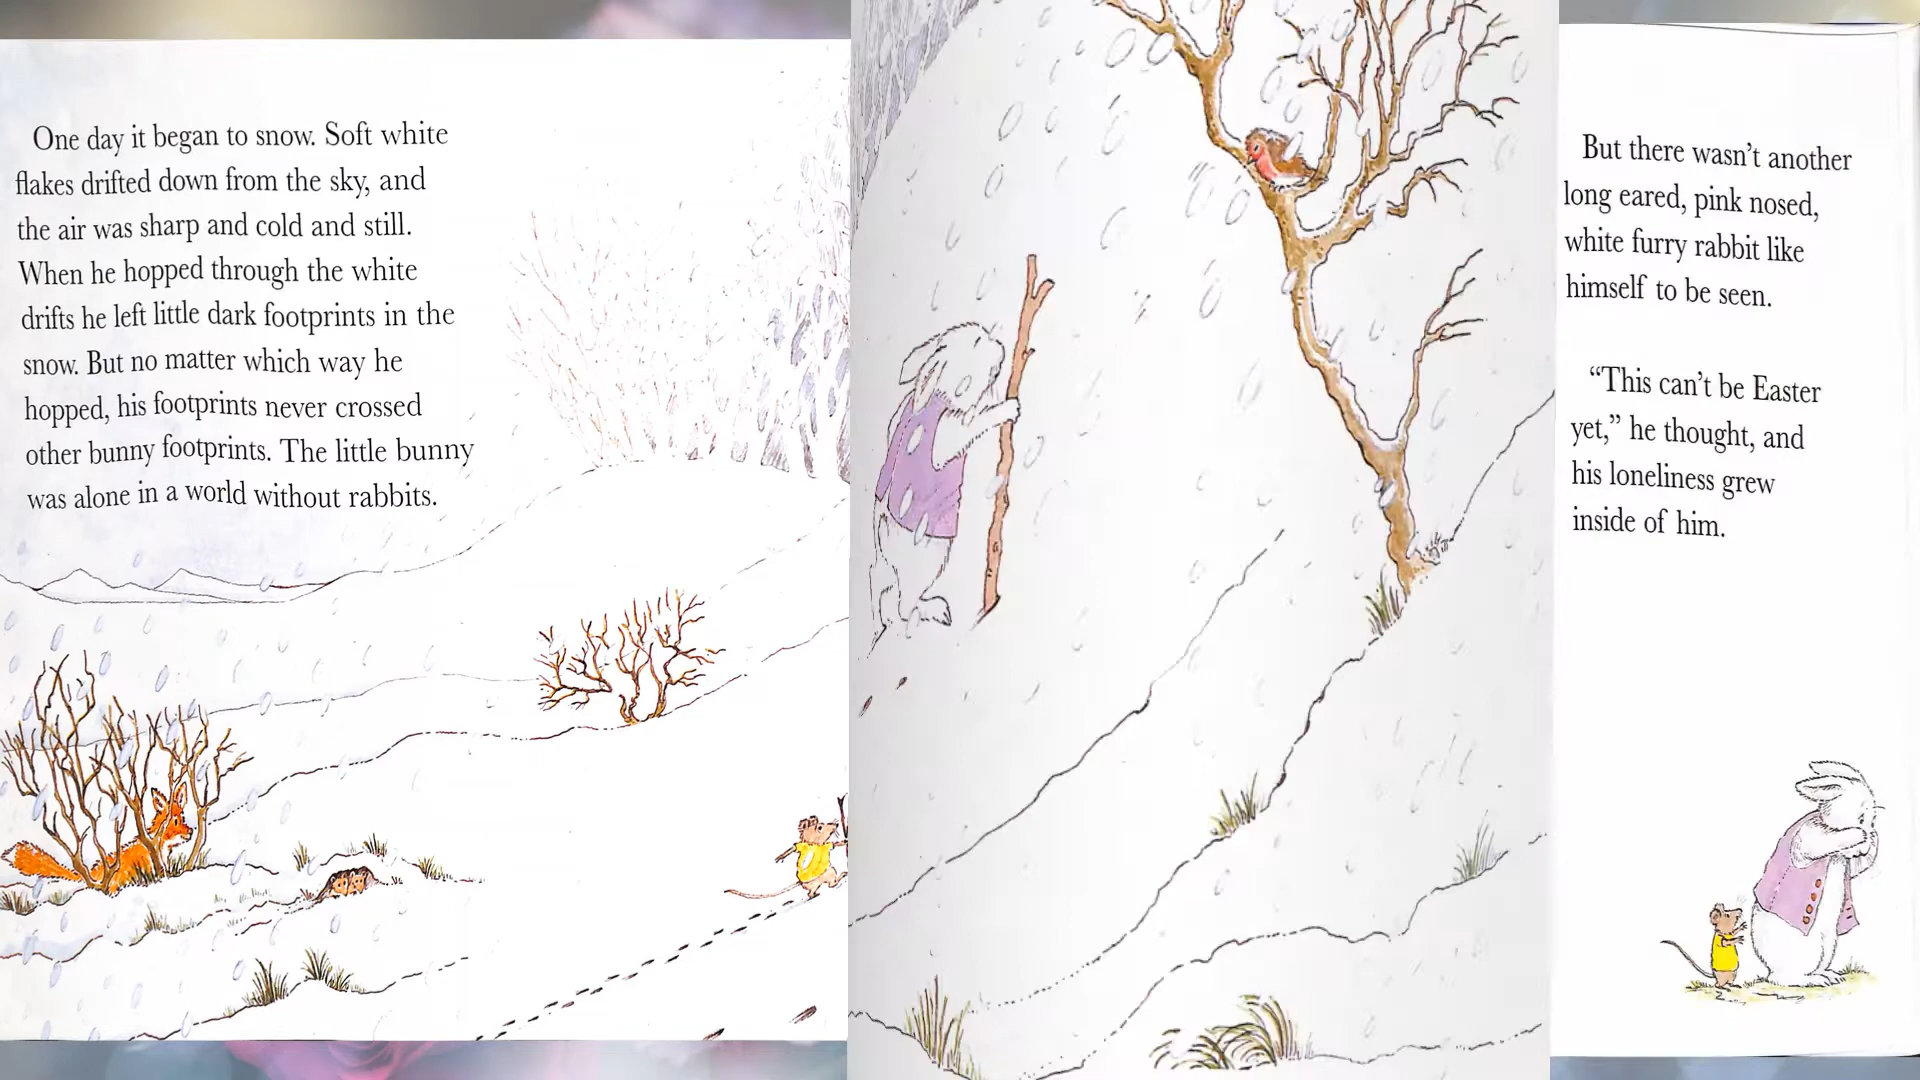 One day it began to snow. Soft white
flakes drifted down from the sky, and
the air was sharp and cold and still.
When he hopped through the white
drifts he left little dark footprints in the
snow. But no matter which way he
hopped, his footprints never crossed
other bunny footprints. The little bunny
was alone in a world without rabbits.
But there wasn't another
long eared, pink nosed,
white furry rabbit like
himself to be seen.
“This can't be Easter
yet,” he thought, and
his loneliness grew
inside of him.